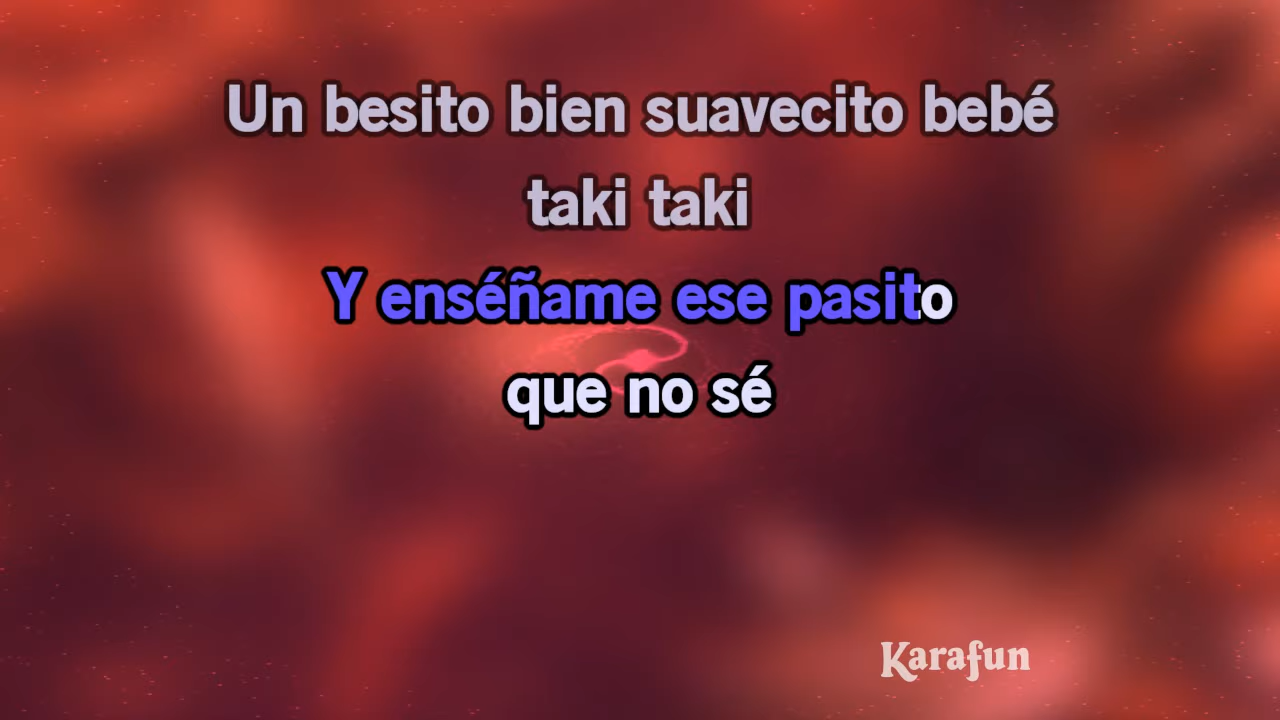 Un besito bien suavecito bebé
taki taki
Y enséñame ese pasito
que no sé
Karafun